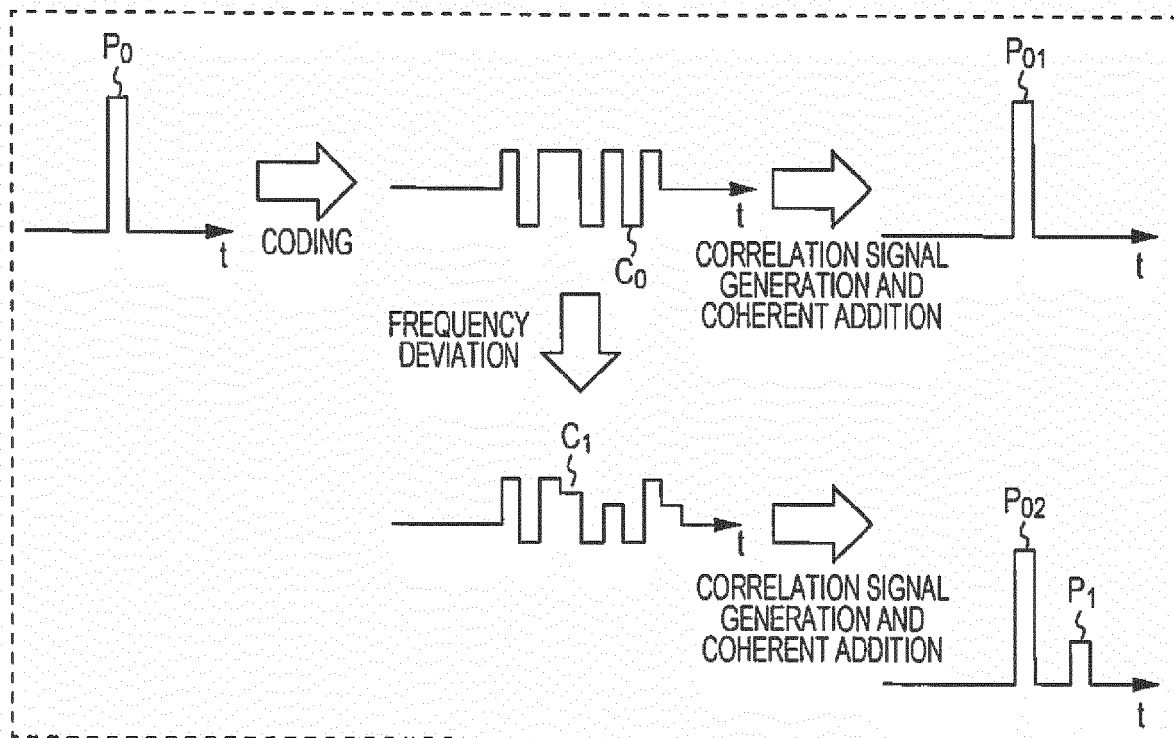 P0
t
CODING
C0
t
CORRELATION SIGNAL
GENERATION AND
COHERENT ADDITION
P01
t
FREQUENCY
DEVIATION
C1
t
CORRELATION SIGNAL
GENERATION AND
COHERENT ADDITION
P02
P1
t